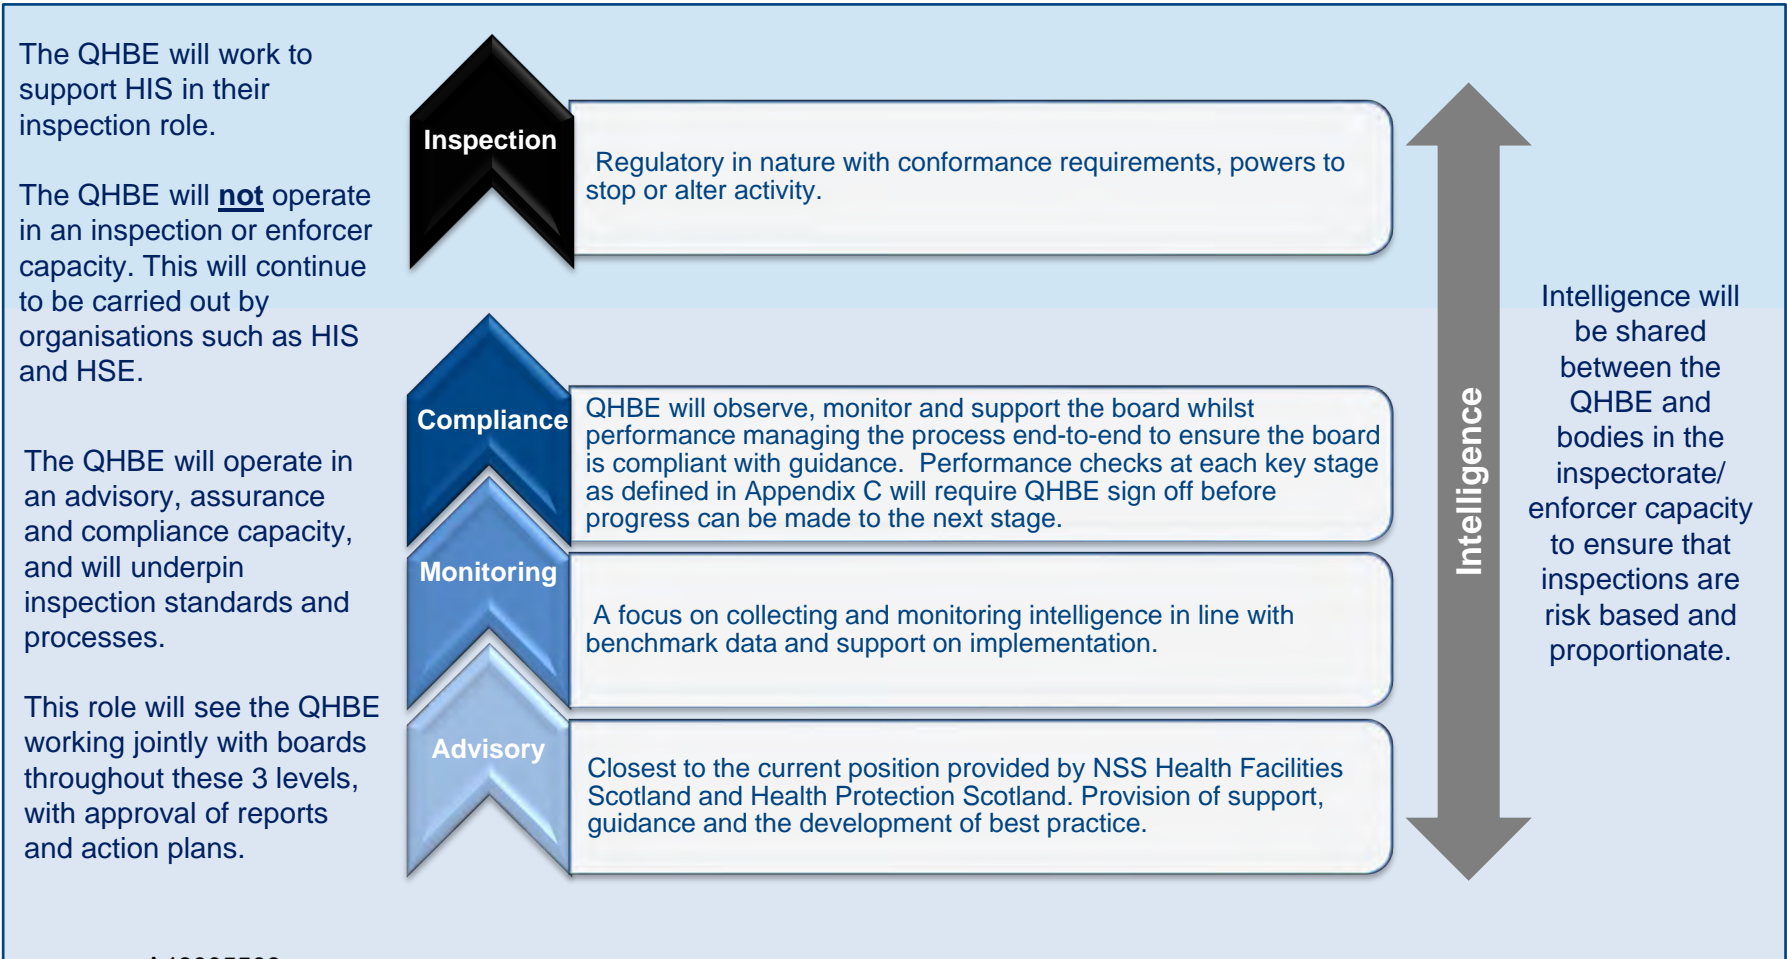 The QHBE will work to
support HIS in their
inspection role.
The QHBE will not operate
in an inspection or enforcer
capacity. This will continue
to be carried out by
organisations such as HIS
and HSE.
The QHBE will operate in
an advisory, assurance
and compliance capacity,
and will underpin
inspection standards and
processes.
This role will see the QHBE
working jointly with boards
throughout these 3 levels,
with approval of reports
and action plans.
Inspection
Regulatory in nature with conformance requirements, powers to
stop or alter activity.
Compliance
QHBE will observe, monitor and support the board whilst
performance managing the process end-to-end to ensure the board
is compliant with guidance.  Performance checks at each key stage
as defined in Appendix C will require QHBE sign off before
progress can be made to the next stage.
Monitoring
A focus on collecting and monitoring intelligence in line with
benchmark data and support on implementation.
Advisory
Closest to the current position provided by NSS Health Facilities
Scotland and Health Protection Scotland. Provision of support,
guidance and the development of best practice.
Intelligence
Intelligence will
be shared
between the
QHBE and
bodies in the
inspectorate/
enforcer capacity
to ensure that
inspections are
risk based and
proportionate.